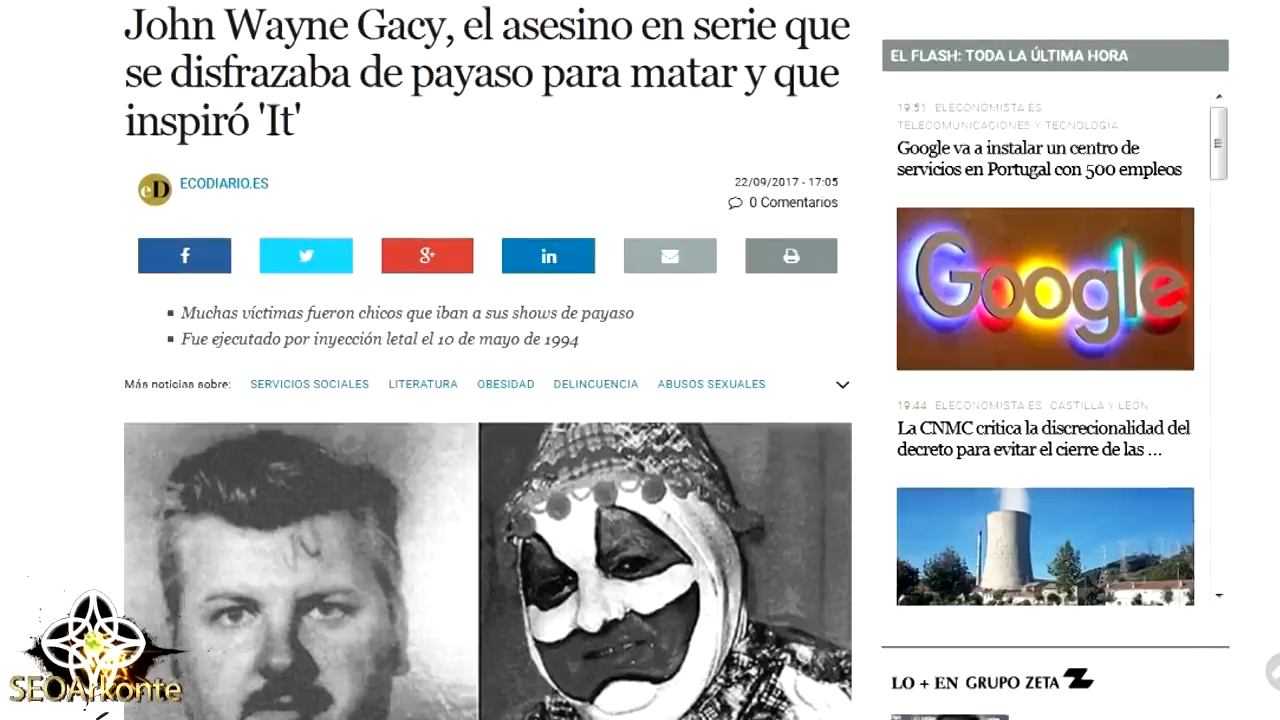 John Wayne Gacy, el asesino en serie que
se disfrazaba de payaso para matar y que
inspiró 'It'
eD
ECODIARIO.ES
22/09/2017 - 17:05
0 Comentarios
f
g+
in
Muchas víctimas fueron chicos que iban a sus shows de payaso
Fue ejecutado por inyección letal el 10 de mayo de 1994
Más noticias sobre: SERVICIOS SOCIALES LITERATURA OBESIDAD DELINCUENCIA ABUSOS SEXUALES
SEOArkonte
EL FLASH: TODA LA ÚLTIMA HORA
19:51 ELECONOMISTA.ES
TELECOMUNICACIONES Y TECNOLOGÍA
Google va a instalar un centro de
servicios en Portugal con 500 empleos
Google
19:44 ELECONOMISTA.ES CASTILLA Y LEÓN
La CNMC critica la discrecionalidad del
decreto para evitar el cierre de las ...
LO + EN GRUPO ZETA